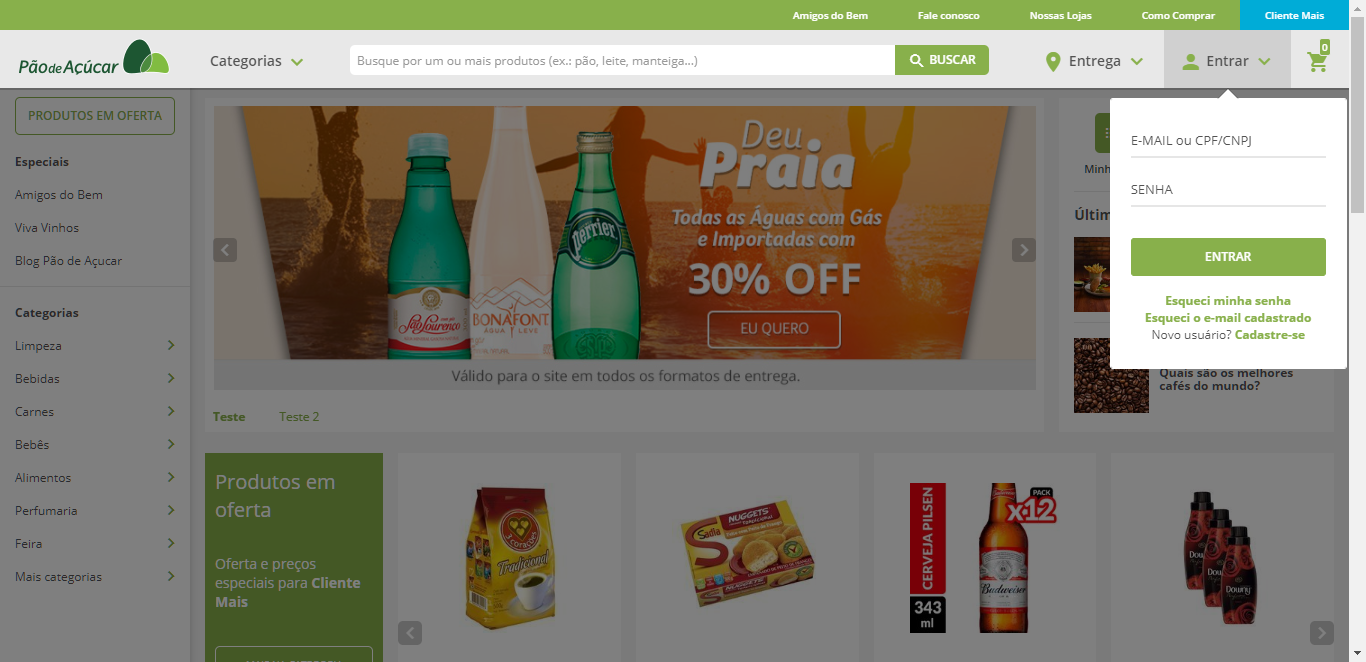 Amigos do Bem
Fale conosco
Nossas Lojas
Como Comprar
Cliente Mais
Pão de Açúcar
Categorias
Busque por um ou mais produtos (ex.: pão, leite, manteiga...)
BUSCAR
Entrega
Entrar
0
PRODUTOS EM OFERTA
Especiais
Amigos do Bem
Viva Vinhos
Blog Pão de Açucar
Categorias
Limpeza
Bebidas
Carnes
Bebês
Alimentos
Perfumaria
Feira
Mais categorias
Deu
Praia
Todas as Águas com Gás
e Importadas com
30% OFF
EU QUERO
São Lourenço
BONAFONT
ÁGUA LEVE
perrier
Válido para o site em todos os formatos de entrega.
Teste
Teste 2
Minh
Últim
E-MAIL ou CPF/CNPJ
SENHA
ENTRAR
Esqueci minha senha
Esqueci o e-mail cadastrado
Novo usuário? Cadastre-se
Quais são os melhores
cafés do mundo?
Produtos em
oferta
Oferta e preços
especiais para Cliente
Mais
3 CORAÇÕES
Tradicional
Sadia
NUGGETS
TRADICIONAL
CERVEJA PILSEN
343
ml
PACK
X12
Budweiser
Downy